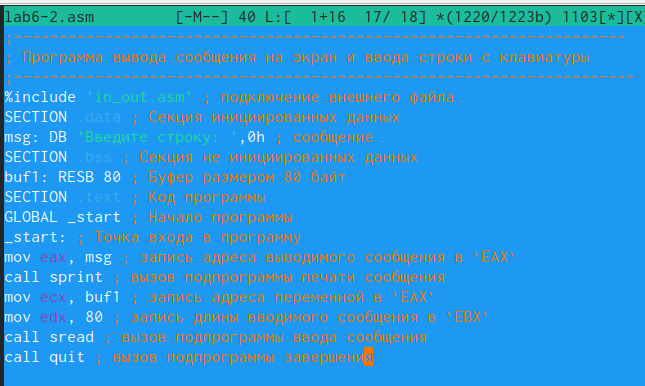 lab6-2.asm [-M--] 40 L:[ 1+16 17/ 18] *(1220/1223b) 1103[*][X
;---------------------------------------------------------------
; Программа вывода сообщения на экран и ввода строки с клавиатуры
;----------------------------------------------------------------
%include 'in_out.asm' ; подключение внешнего файла
SECTION .data ; Секция инициированных данных
msg: DB 'Введите строку: ',0h ; сообщение
SECTION .bss ; Секция не инициированных данных
buf1: RESB 80 ; Буфер размером 80 байт
SECTION .text ; Код программы
GLOBAL _start ; Начало программы
_start: ; Точка входа в программу
mov eax, msg ; запись адреса выводимого сообщения в `EAX`
call sprint ; вызов подпрограммы печати сообщения
mov ecx, buf1 ; запись адреса переменной в `EAX`
mov edx, 80 ; запись длины вводимого сообщения в `EBX`
call sread ; вызов подпрограммы ввода сообщения
call quit ; вызов подпрограммы завершения